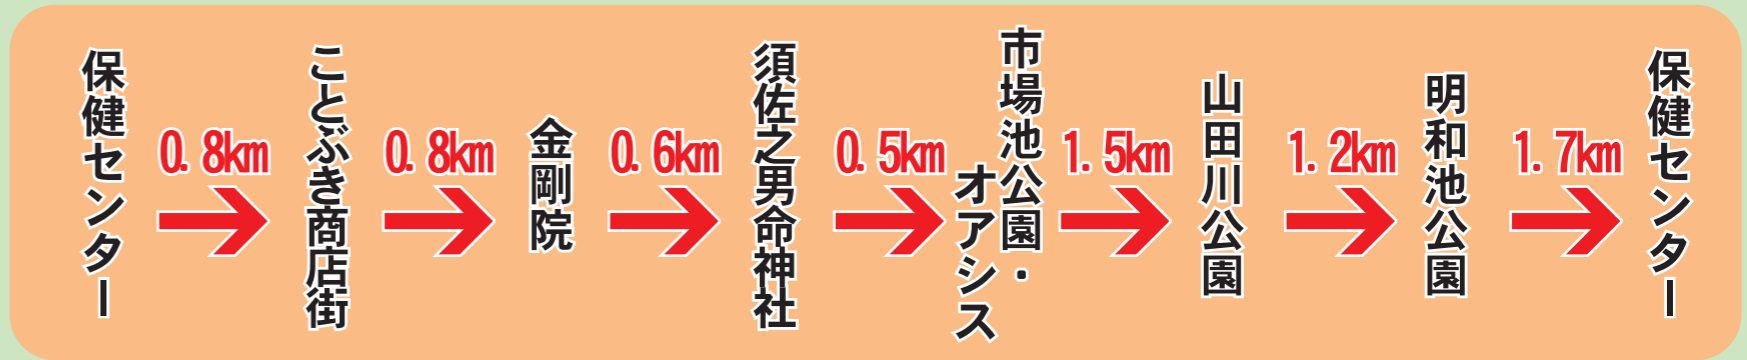 保健センター
0.8km
ことぶき商店街
0.8km
金剛院
0.6km
須佐之男命神社
0.5km
市場池公園・
オアシス
1.5km
山田川公園
1.2km
明和池公園
1.7km
保健センター